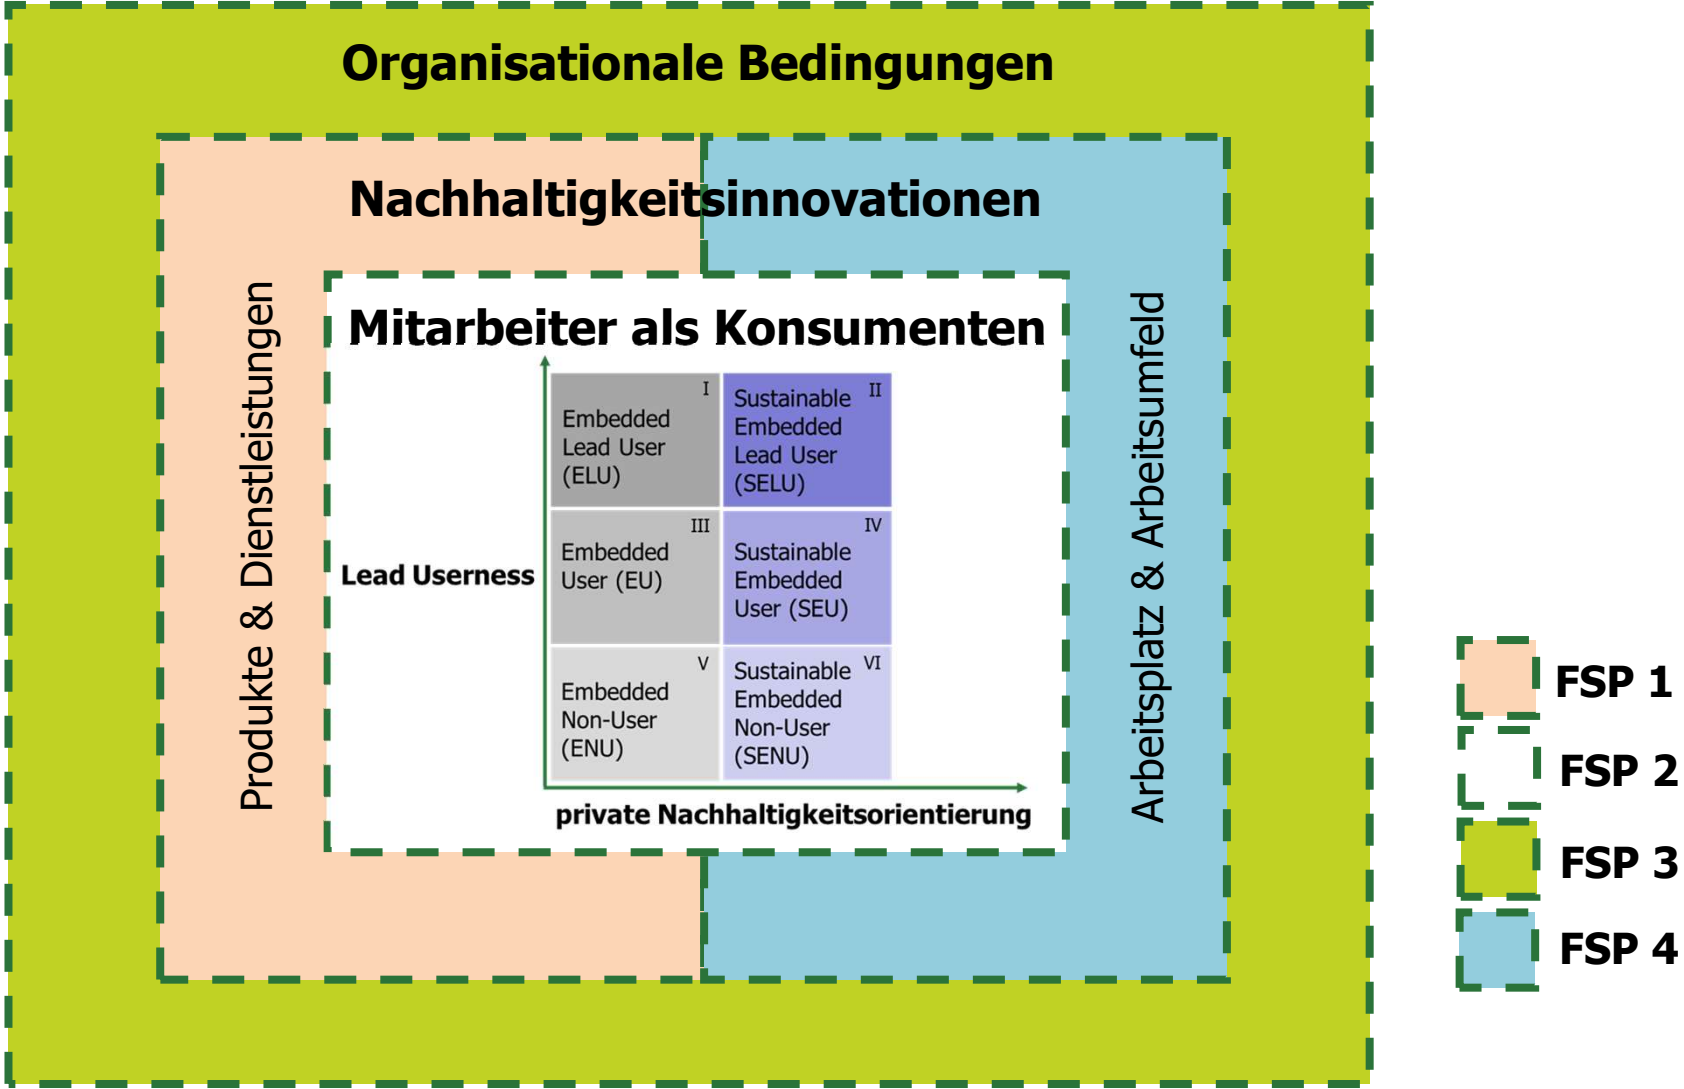 Organisationale Bedingungen
Nachhaltigkeitsinnovationen
Produkte & Dienstleistungen
Mitarbeiter als Konsumenten
Lead Userness
I
Embedded
Lead User
(ELU)
II
Sustainable
Embedded
Lead User
(SELU)
III
Embedded
User (EU)
IV
Sustainable
Embedded
User (SEU)
V
Embedded
Non-User
(ENU)
VI
Sustainable
Embedded
Non-User
(SENU)
private Nachhaltigkeitsorientierung
Arbeitsplatz & Arbeitsumfeld
FSP 1
FSP 2
FSP 3
FSP 4